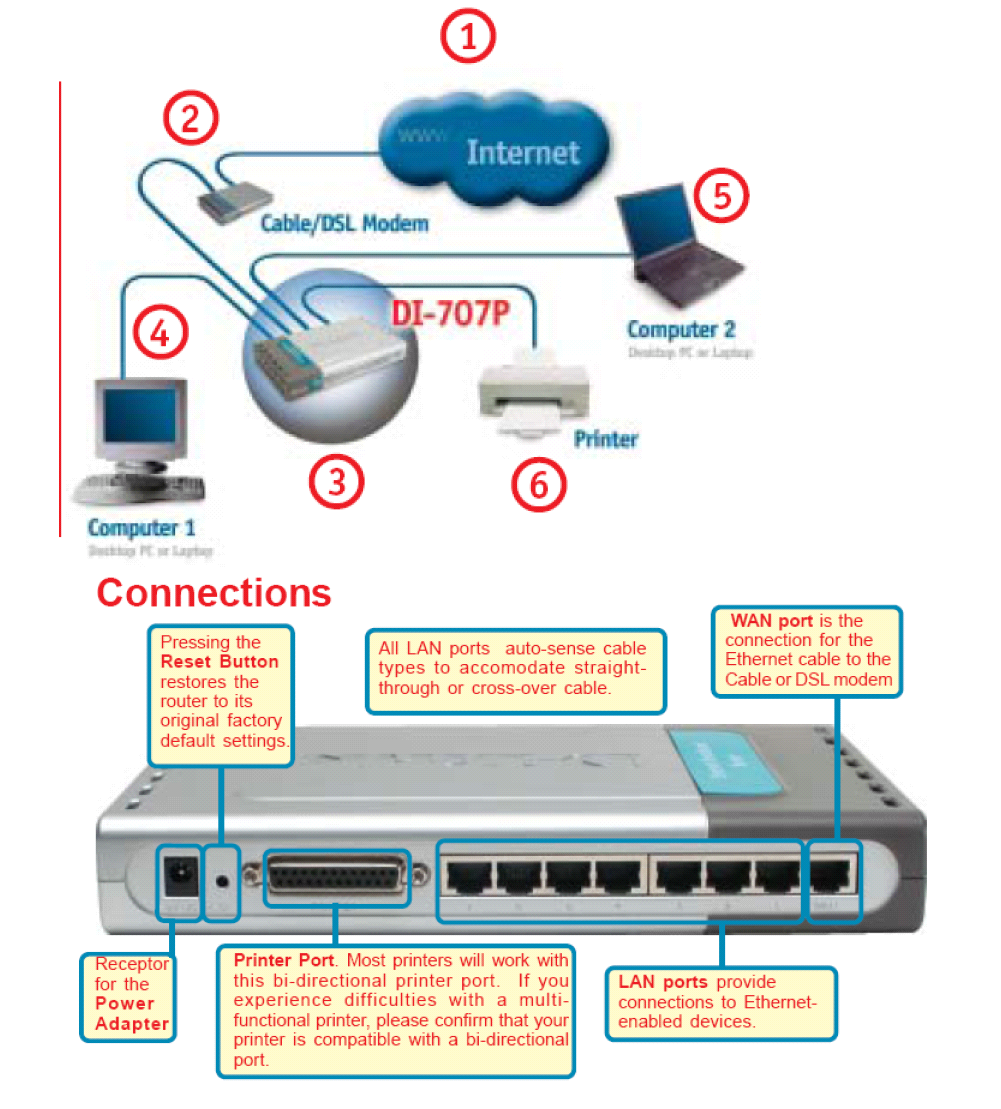 1
2
www.
Internet
5
Cable/DSL Modem
4
DI-707P
Computer 2
Desktop PC or Laptop
Printer
3
6
Computer 1
Desktop PC or Laptop
Connections
Pressing the
Reset Button
restores the
router to its
original factory
default settings.
All LAN ports auto-sense cable
types to accomodate straight-
through or cross-over cable.
WAN port is the
connection for the
Ethernet cable to the
Cable or DSL modem
Receptor
for the
Power
Adapter
Printer Port. Most printers will work with
this bi-directional printer port. If you
experience difficulties with a multi-
functional printer, please confirm that your
printer is compatible with a bi-directional
port.
LAN ports provide
connections to Ethernet-
enabled devices.